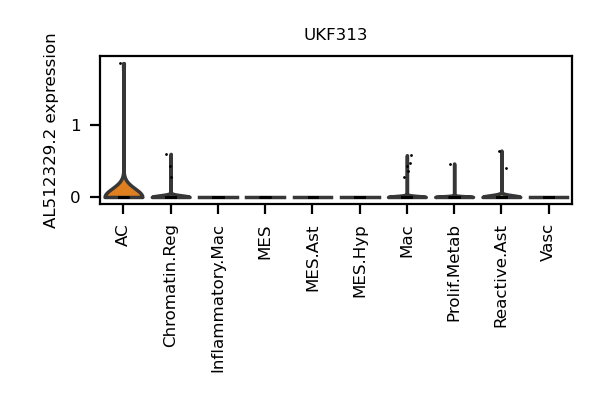 UKF313
AL512329.2 expression
1
0
AC
Chromatin.Reg
Inflammatory.Mac
MES
MES.Ast
MES.Hyp
Mac
Prolif.Metab
Reactive.Ast
Vasc